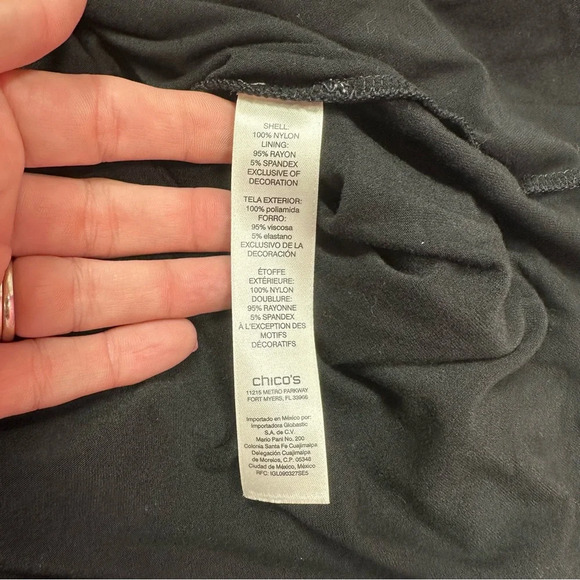 SHELL:
100% NYLON
LINING:
95% RAYON
5% SPANDEX
EXCLUSIVE OF
DECORATION
TELA EXTERIOR:
100% poliamida
FORRO:
95% viscosa
5% elastano
EXCLUSIVO DE LA
DECORACIÓN
ÉTOFFE
EXTÉRIEURE:
100% NYLON
DOUBLURE:
95% RAYONNE
5% SPANDEX
À L'EXCEPTION DES
MOTIFS
DÉCORATIFS
chico's
11215 METRO PARKWAY
FORT MYERS, FL 33966
Importado en México por:
Importadora Globastic
S.A. de C.V.
Mario Pani No. 200
Colonia Santa Fe Cuajimalpa
Delegación Cuajimalpa
de Morelos, C.P. 05348
Ciudad de México, México
RFC: IGL090327SE5